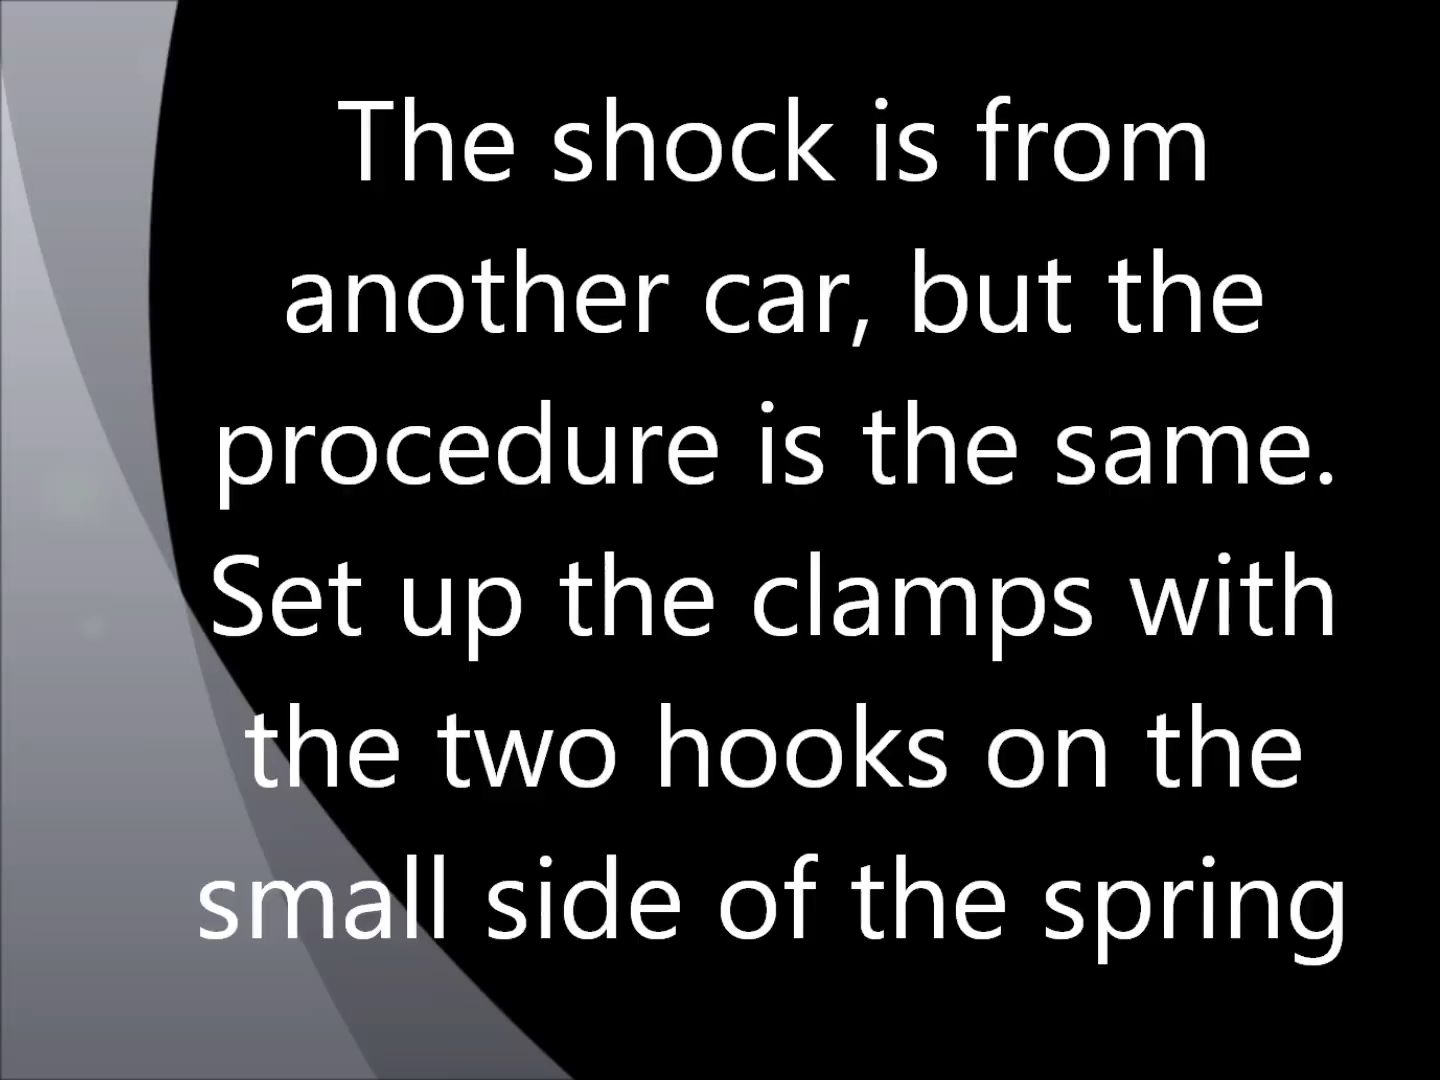 The shock is from
another car, but the
procedure is the same.
Set up the clamps with
the two hooks on the
small side of the spring